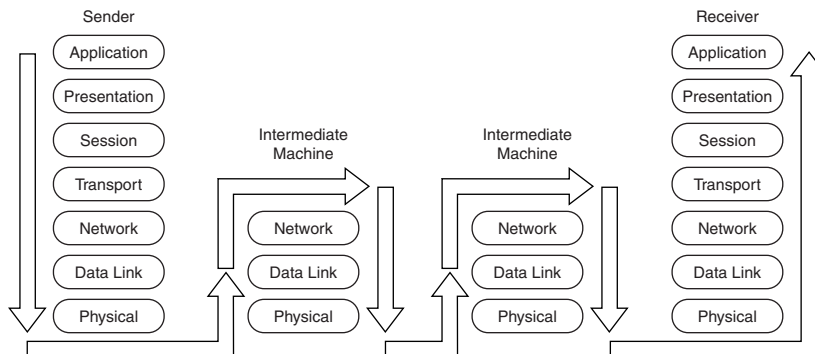 Sender
Application
Presentation
Session
Transport
Network
Data Link
Physical
Intermediate
Machine
Network
Data Link
Physical
Intermediate
Machine
Network
Data Link
Physical
Receiver
Application
Presentation
Session
Transport
Network
Data Link
Physical